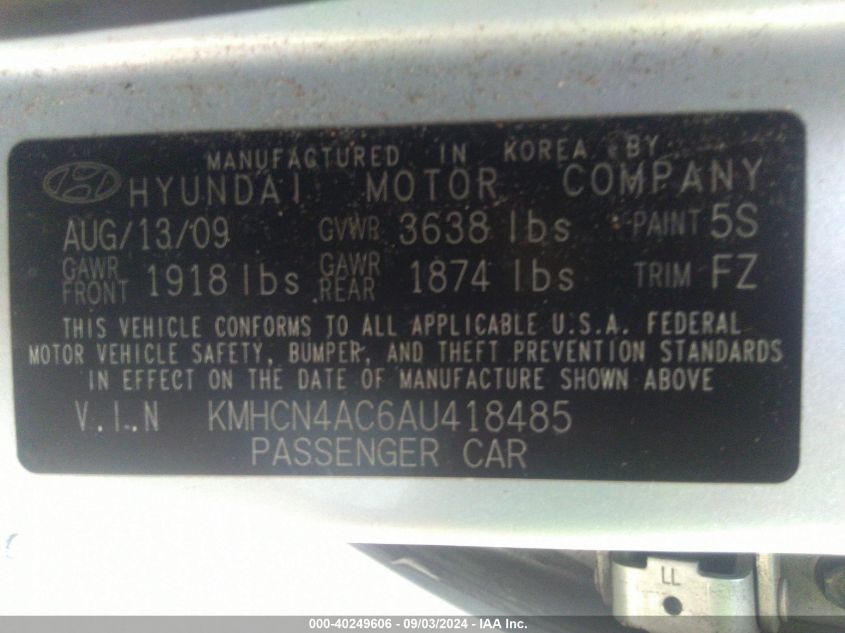 MANUFACTURED IN KOREA BY
HYUNDAI MOTOR COMPANY
AUG/13/09 GVWR 3638 lbs PAINT 5S
GAWR FRONT 1918 lbs GAWR REAR 1874 lbs TRIM FZ
THIS VEHICLE CONFORMS TO ALL APPLICABLE U.S.A. FEDERAL
MOTOR VEHICLE SAFETY, BUMPER, AND THEFT PREVENTION STANDARDS
IN EFFECT ON THE DATE OF MANUFACTURE SHOWN ABOVE
V.I.N KMHCN4AC6AU418485
PASSENGER CAR
LL
000-40249606 - 09/03/2024 - IAA Inc.